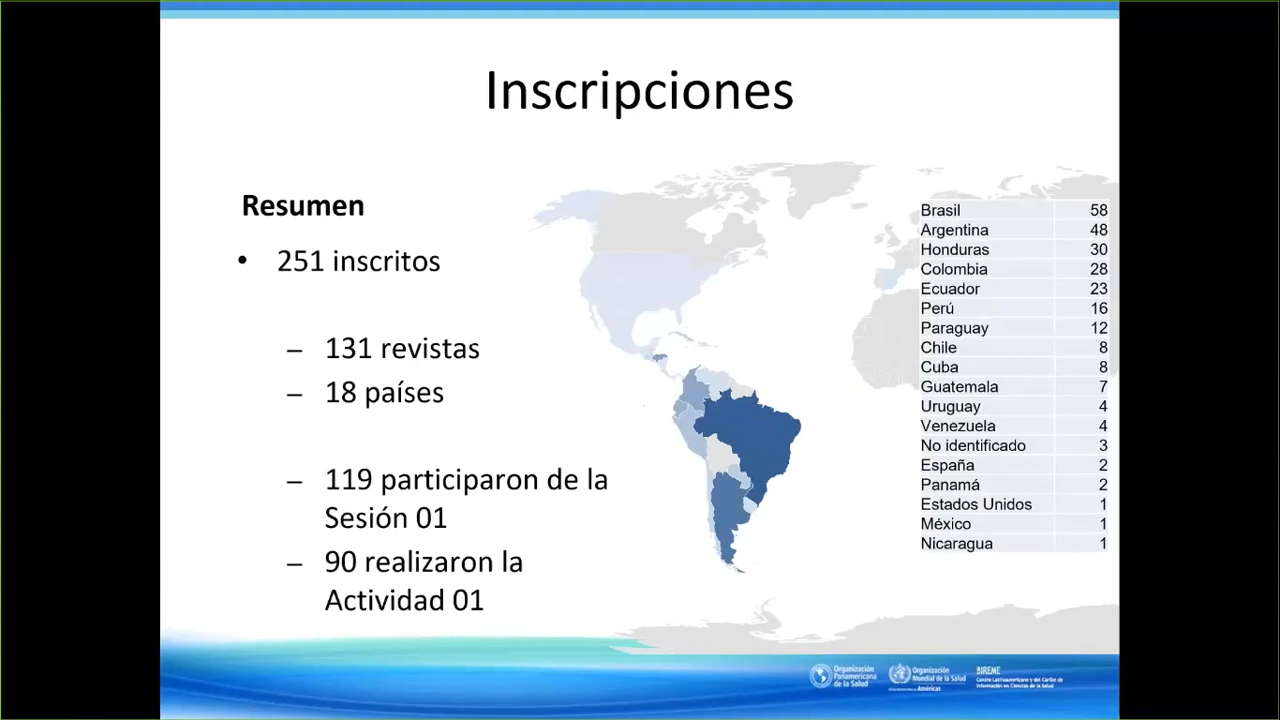 Inscripciones
Resumen
• 251 inscritos
– 131 revistas
– 18 países
– 119 participaron de la
Sesión 01
– 90 realizaron la
Actividad 01
Brasil 58
Argentina 48
Honduras 30
Colombia 28
Ecuador 23
Perú 16
Paraguay 12
Chile 8
Cuba 8
Guatemala 7
Uruguay 4
Venezuela 4
No identificado 3
España 2
Panamá 2
Estados Unidos 1
México 1
Nicaragua 1
Organización
Panamericana
de la Salud
Organización
Mundial de la Salud
Américas
BIREME
Centro Latinoamericano y del Caribe de
Información en Ciencias de la Salud